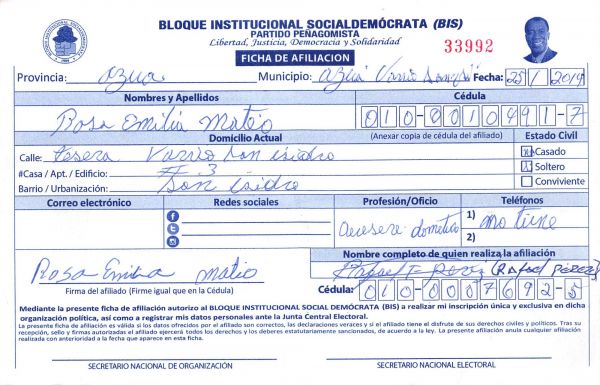 BLOQUE INSTITUCIONAL SOCIALDEMÓCRATA (BIS)
PARTIDO PEÑAGOMISTA
Libertad, Justicia, Democracia y Solidaridad
33992
FICHA DE AFILIACION
Provincia: azua Municipio: azua Varrio Fecha: 25/ 2019
Nombres y Apellidos Cédula
Rosa Emilia Mateo 010-0010491-7
Domicilio Actual (Anexar copia de cédula del afiliado) Estado Civil
Calle: tersera Varrio San isidro Casado
#Casa / Apt. / Edificio: # 3 Soltero
Barrio / Urbanización: San isidro Conviviente
Correo electrónico Redes sociales Profesión/Oficio Teléfonos
1) no tiene
2)
Nombre completo de quien realiza la afiliación
Rosa Emilia mateo Rafael F. Perez (RAFAEL PEREZ)
Firma del afiliado (Firme igual que en la Cédula) Cédula: 010-0007692-5
Mediante la presente ficha de afiliación autorizo al BLOQUE INSTITUCIONAL SOCIAL DEMÓCRATA (BIS) a realizar mi inscripción única y exclusiva en dicha
organización política, así como a registrar mis datos personales ante la Junta Central Electoral.
La presente ficha de afiliación es válida si los datos ofrecidos por el afiliado son correctos, las declaraciones veraces y si el afiliado tiene el disfrute de sus derechos civiles y políticos. Tras su
recepción, sello y firmas autorizadas el afiliado ejercerá todos los derechos y los deberes estatutariamente sancionados, de acuerdo a la ley. La presente afiliación anula cualquier afiliación
realizada con anterioridad a la fecha que aparece en esta ficha.
SECRETARIO NACIONAL DE ORGANIZACIÓN SECRETARIO NACIONAL ELECTORAL